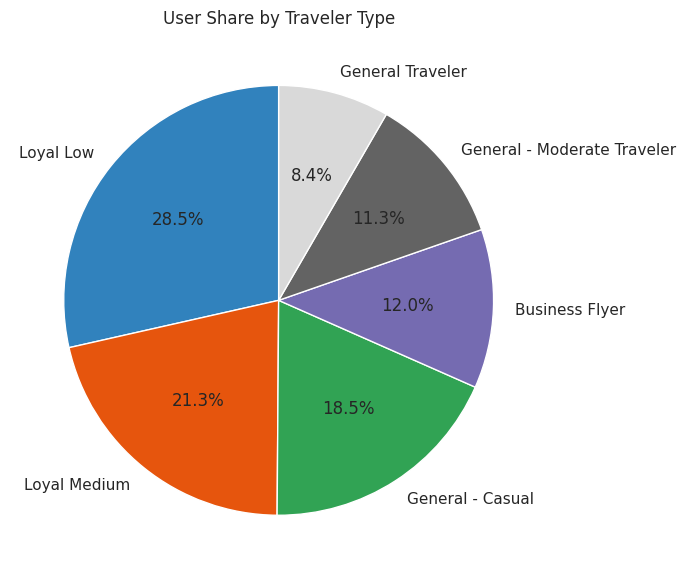 User Share by Traveler Type
General Traveler
Loyal Low
General - Moderate Traveler
8.4%
28.5%
11.3%
12.0%
Business Flyer
21.3%
18.5%
Loyal Medium
General - Casual